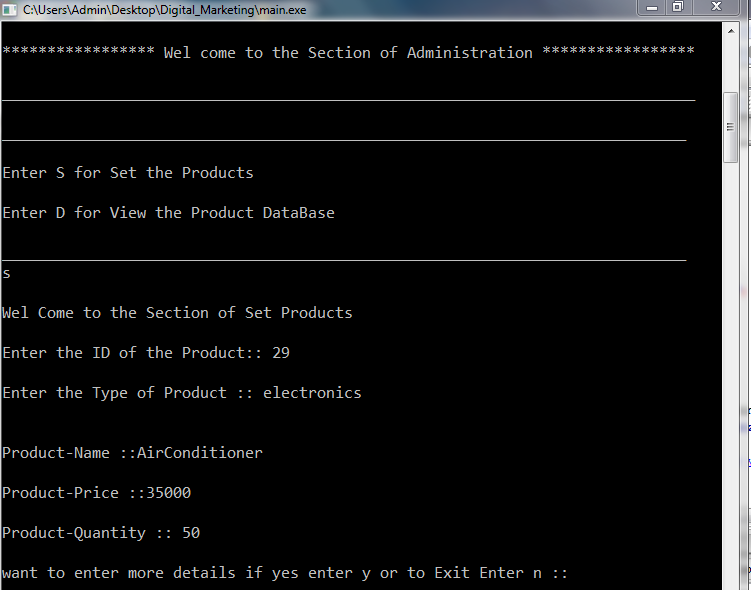 C:\Users\Admin\Desktop\Digital_Marketing\main.exe
***************** Wel come to the Section of Administration *****************
_____________________________________________________________________________
____________________________________________________________________________
Enter S for Set the Products
Enter D for View the Product DataBase
____________________________________________________________________________
s
Wel Come to the Section of Set Products
Enter the ID of the Product:: 29
Enter the Type of Product :: electronics
Product-Name ::AirConditioner
Product-Price ::35000
Product-Quantity :: 50
want to enter more details if yes enter y or to Exit Enter n ::